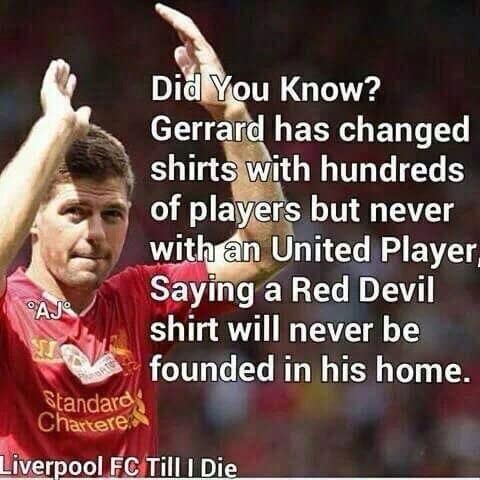 Did You Know?
Gerrard has changed
shirts with hundreds
of players but never
with an United Player,
Saying a Red Devil
shirt will never be
founded in his home.
°AJ°
Standard
Chartere
Liverpool FC Till I Die